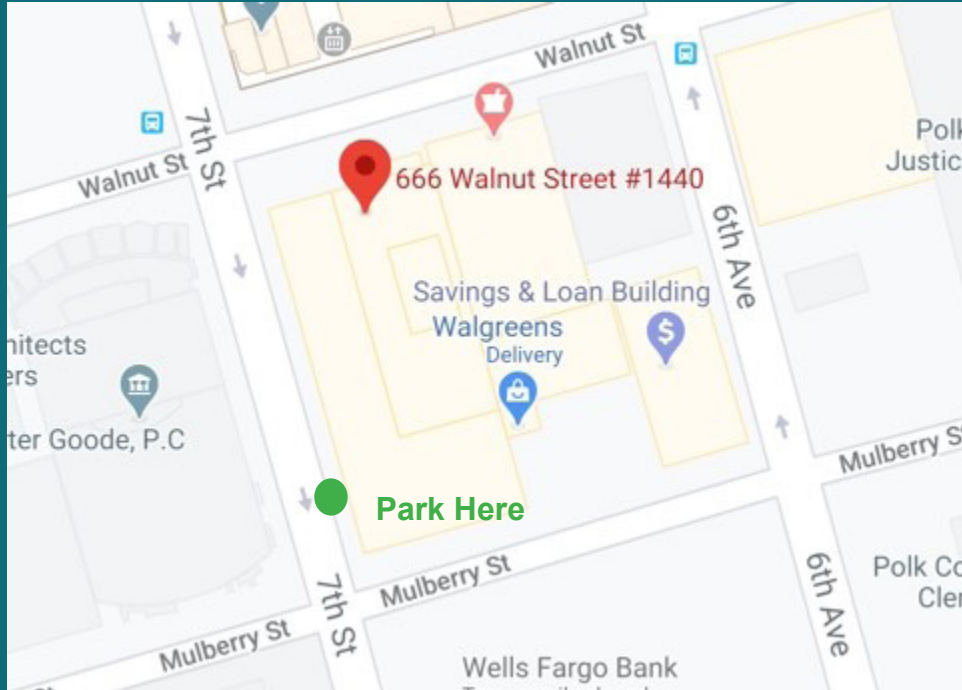 Walnut St
7th St
Walnut St
Polk
Justic
666 Walnut Street #1440
6th Ave
Savings & Loan Building
Walgreens
Delivery
hitects
ers
ter Goode, P.C
Mulberry St
Park Here
Mulberry St
7th St
6th Ave
Polk Co
Cler
Mulberry St
Wells Fargo Bank